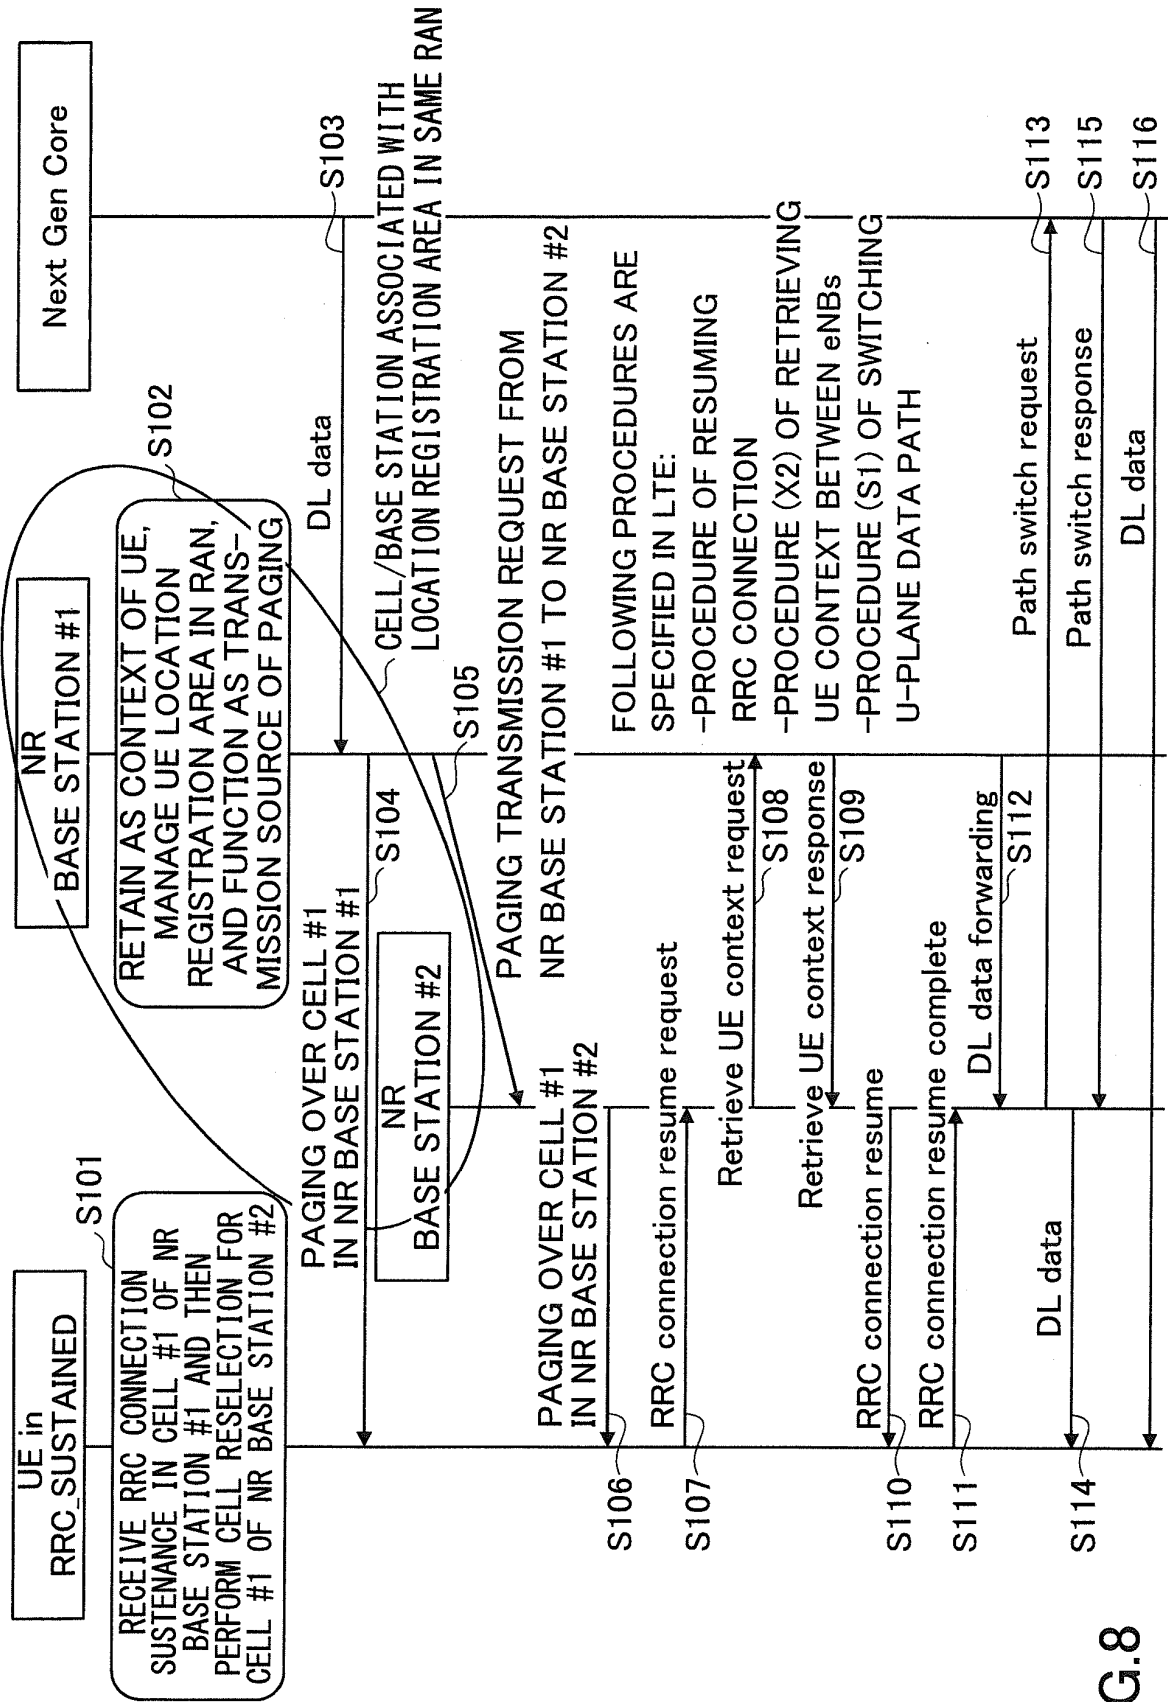 UE in
RRC_SUSTAINED
NR
BASE STATION #1
Next Gen Core
S101
RECEIVE RRC CONNECTION
SUSTENANCE IN CELL #1 OF NR
BASE STATION #1 AND THEN
PERFORM CELL RESELECTION FOR
CELL #1 OF NR BASE STATION #2
S102
RETAIN AS CONTEXT OF UE,
MANAGE UE LOCATION
REGISTRATION AREA IN RAN,
AND FUNCTION AS TRANS-
MISSION SOURCE OF PAGING
DL data
S103
PAGING OVER CELL #1
IN NR BASE STATION #1
S104
CELL/BASE STATION ASSOCIATED WITH
LOCATION REGISTRATION AREA IN SAME RAN
NR
BASE STATION #2
S105
PAGING TRANSMISSION REQUEST FROM
NR BASE STATION #1 TO NR BASE STATION #2
PAGING OVER CELL #1
IN NR BASE STATION #2
S106
FOLLOWING PROCEDURES ARE
SPECIFIED IN LTE:
-PROCEDURE OF RESUMING
RRC CONNECTION
-PROCEDURE (X2) OF RETRIEVING
UE CONTEXT BETWEEN eNBs
-PROCEDURE (S1) OF SWITCHING
U-PLANE DATA PATH
RRC connection resume request
S107
Retrieve UE context request
S108
Retrieve UE context response
S109
RRC connection resume
S110
RRC connection resume complete
S111
DL data forwarding
S112
Path switch request
S113
DL data
S114
Path switch response
S115
DL data
S116
G.8